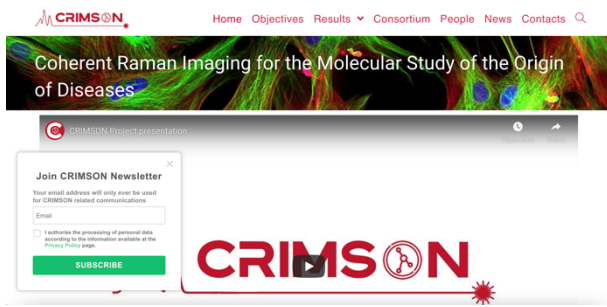 CRIMSON
Home Objectives Results Consortium People News Contacts
Coherent Raman Imaging for the Molecular Study of the Origin
of Diseases
CRIMSON Project presentation
Join CRIMSON Newsletter
Your email address will only ever be used
for CRIMSON related communications
Email
I authorize the processing of personal data
according to the information available at the
Privacy Policy page.
SUBSCRIBE
CRIMSON